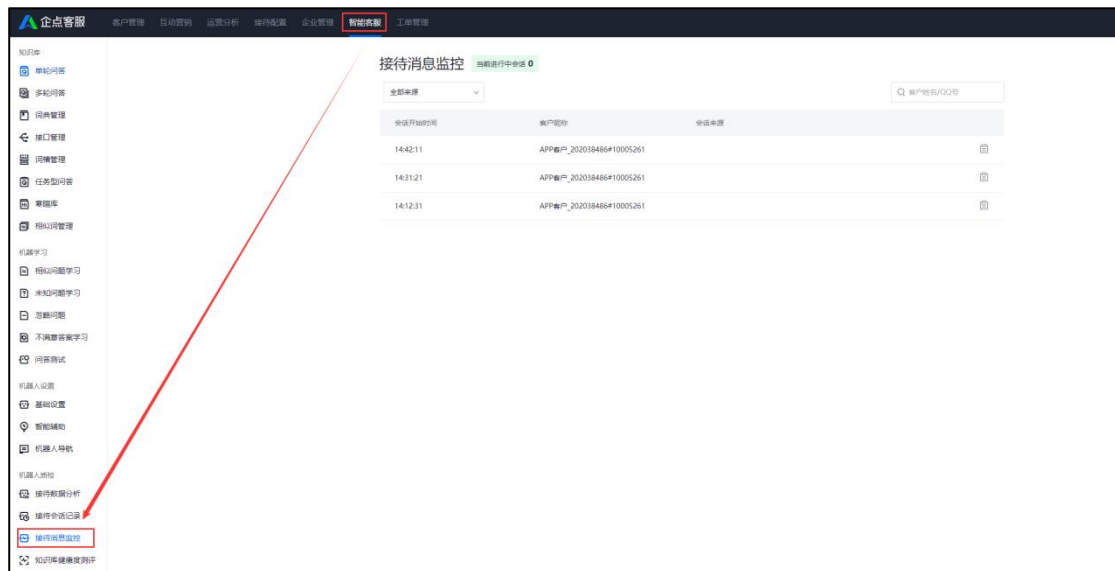 企点客服 客户管理 互动营销 运营分析 接待配置 企业管理 智能客服 工单管理
知识库
单轮问答
多轮问答
词典管理
接口管理
词槽管理
任务型问答
寒暄库
相似词管理
机器学习
相似问题学习
未知问题学习
忽略问题
不满意答案学习
问答测试
机器人设置
基础设置
智能辅助
机器人导航
机器人质检
接待数据分析
接待会话记录
接待消息监控
知识库健康度测评
接待消息监控 当前进行中会话 0
全部来源 客户姓名/QQ号
会话开始时间 客户昵称 会话来源
14:42:11 APP客户_202038486#10005261
14:31:21 APP客户_202038486#10005261
14:12:31 APP客户_202038486#10005261